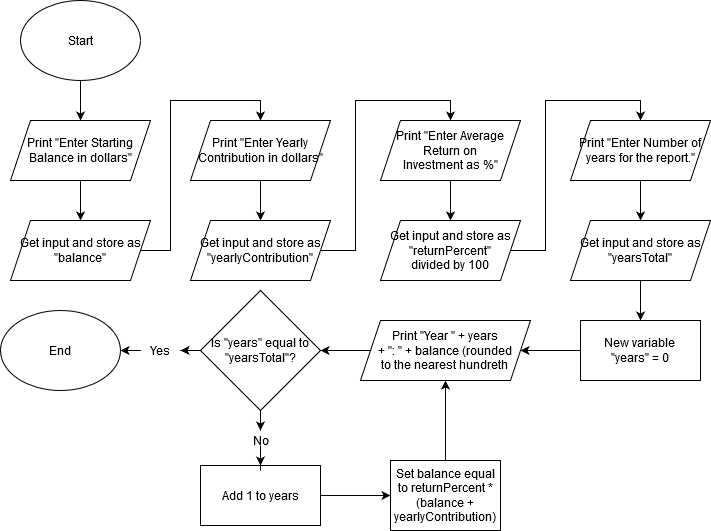 Start
Print "Enter Starting
Balance in dollars"
Print "Enter Yearly
Contribution in dollars"
Print "Enter Average
Return on
Investment as %"
Print "Enter Number of
years for the report."
Get input and store as
"balance"
Get input and store as
"yearlyContribution"
Get input and store as
"returnPercent"
divided by 100
Get input and store as
"yearsTotal"
End
Yes
Is "years" equal to
"yearsTotal"?
Print "Year " + years
+ ": " + balance (rounded
to the nearest hundreth
New variable
"years" = 0
No
Add 1 to years
Set balance equal
to returnPercent *
(balance +
yearlyContribution)